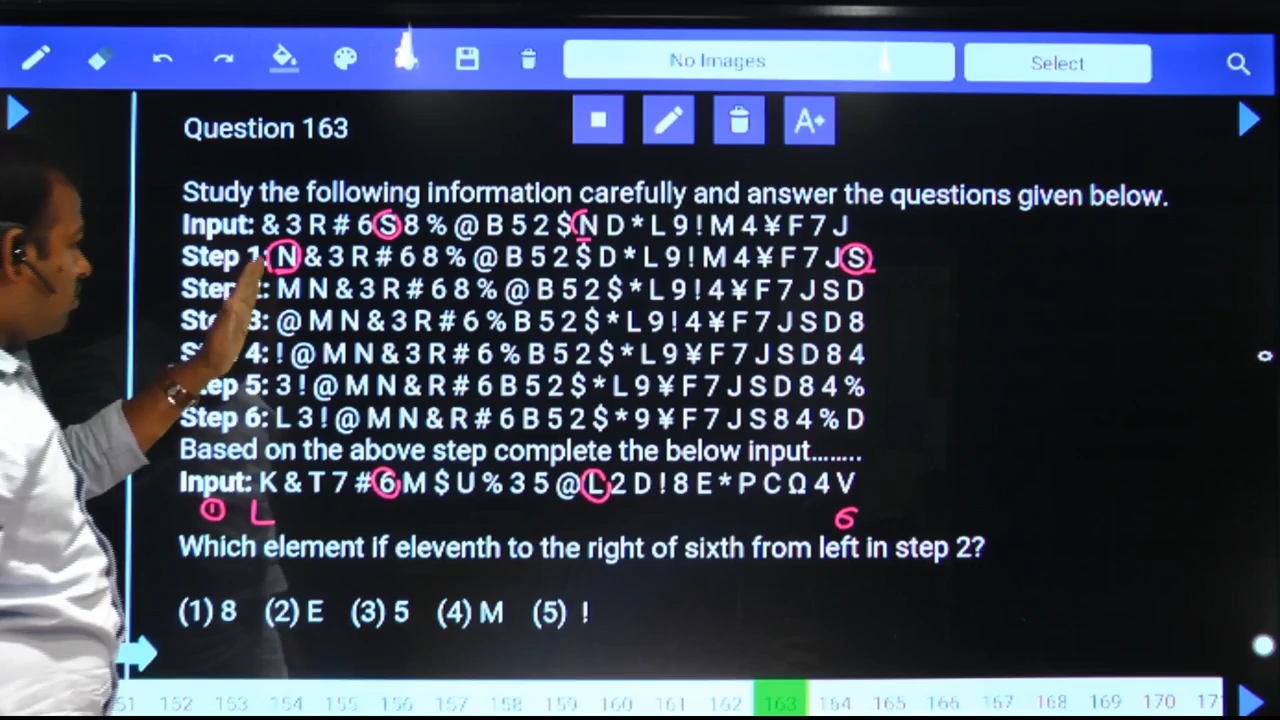 No Images
Select
A+
Question 163
Study the following information carefully and answer the questions given below.
Input: & 3 R # 6 S 8 % @ B 5 2 $ N D * L 9 ! M 4 ¥ F 7 J
Step 1: N & 3 R # 6 8 % @ B 5 2 $ D * L 9 ! M 4 ¥ F 7 J S
M N & 3 R # 6 8 % @ B 5 2 $ * L 9 ! 4 ¥ F 7 J S D
3: @ M N & 3 R # 6 % B 5 2 $ * L 9 ! 4 ¥ F 7 J S D 8
4: ! @ M N & 3 R # 6 % B 5 2 $ * L 9 ¥ F 7 J S D 8 4
Step 5: 3 ! @ M N & R # 6 B 5 2 $ * L 9 ¥ F 7 J S D 8 4 %
Step 6: L 3 ! @ M N & R # 6 B 5 2 $ * 9 ¥ F 7 J S 8 4 % D
Based on the above step complete the below input........
Input: K & T 7 # 6 M $ U % 3 5 @ L 2 D ! 8 E * P C Ω 4 V
1 L 6
Which element if eleventh to the right of sixth from left in step 2?
(1) 8 (2) E (3) 5 (4) M (5) !
152 153 154 155 156 157 158 159 160 161 162 163 164 165 166 167 168 169 170